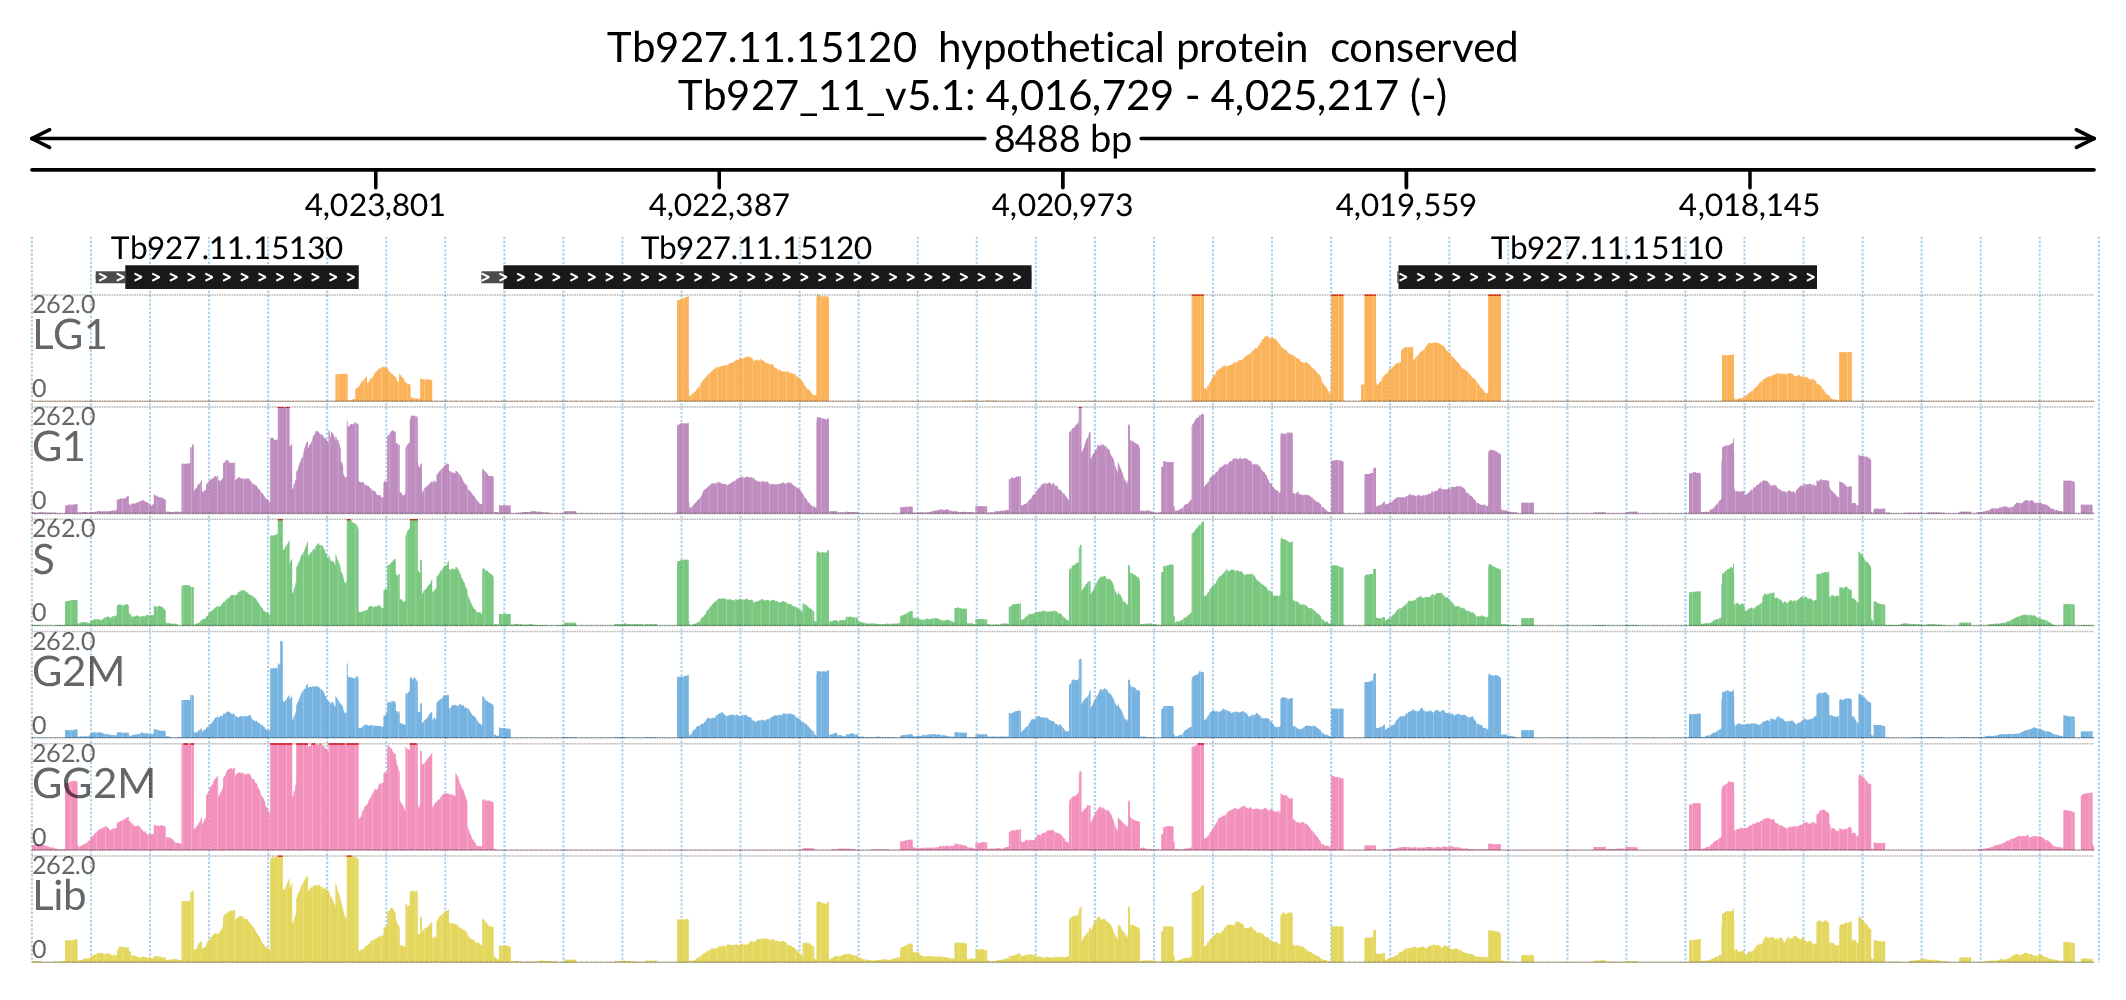 Tb927.11.15120  hypothetical protein  conserved
Tb927_11_v5.1: 4,016,729 - 4,025,217 (-)
8488 bp
4,023,801 4,022,387 4,020,973 4,019,559 4,018,145
Tb927.11.15130 Tb927.11.15120 Tb927.11.15110
262.0
LG1
0
262.0
G1
0
262.0
S
0
262.0
G2M
0
262.0
GG2M
0
262.0
Lib
0